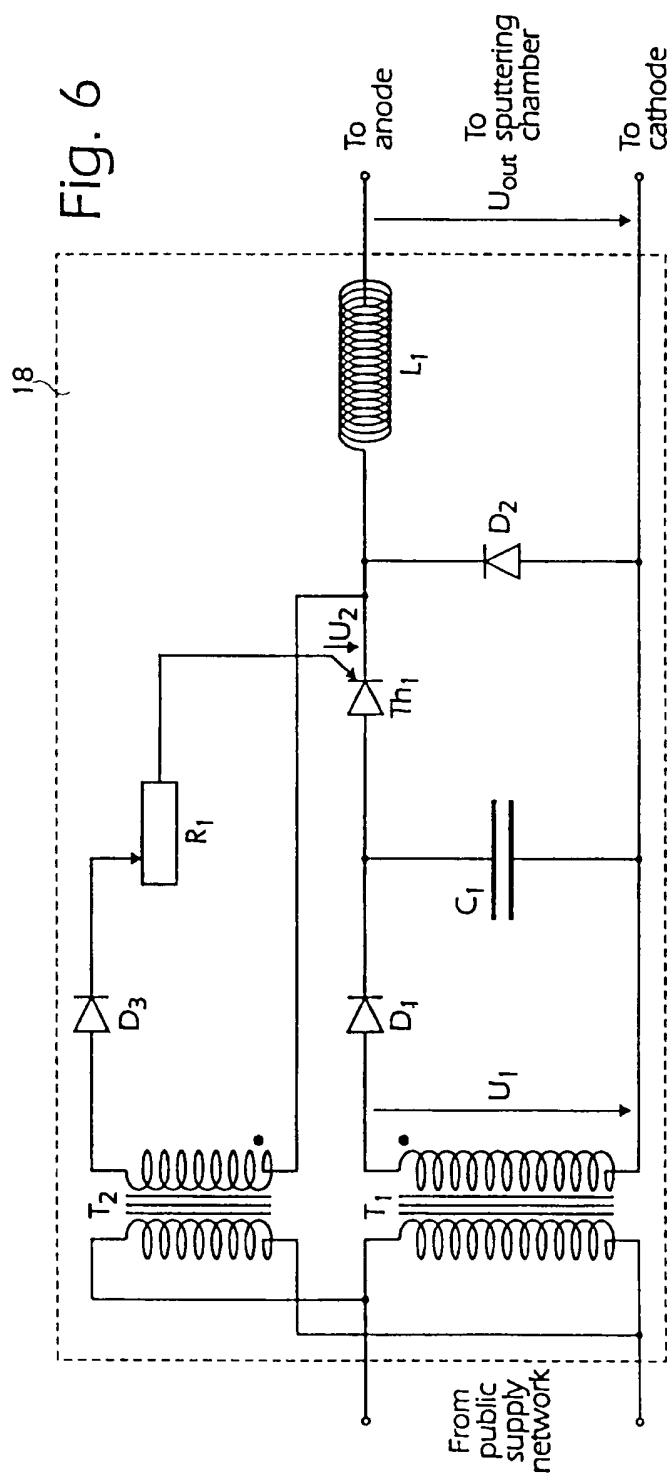 Fig. 6
18
T2
D3
R1
U2
Th1
L1
To
anode
To
sputtering
chamber
Uout
To
cathode
D2
C1
D1
U1
T1
From
public
supply
network